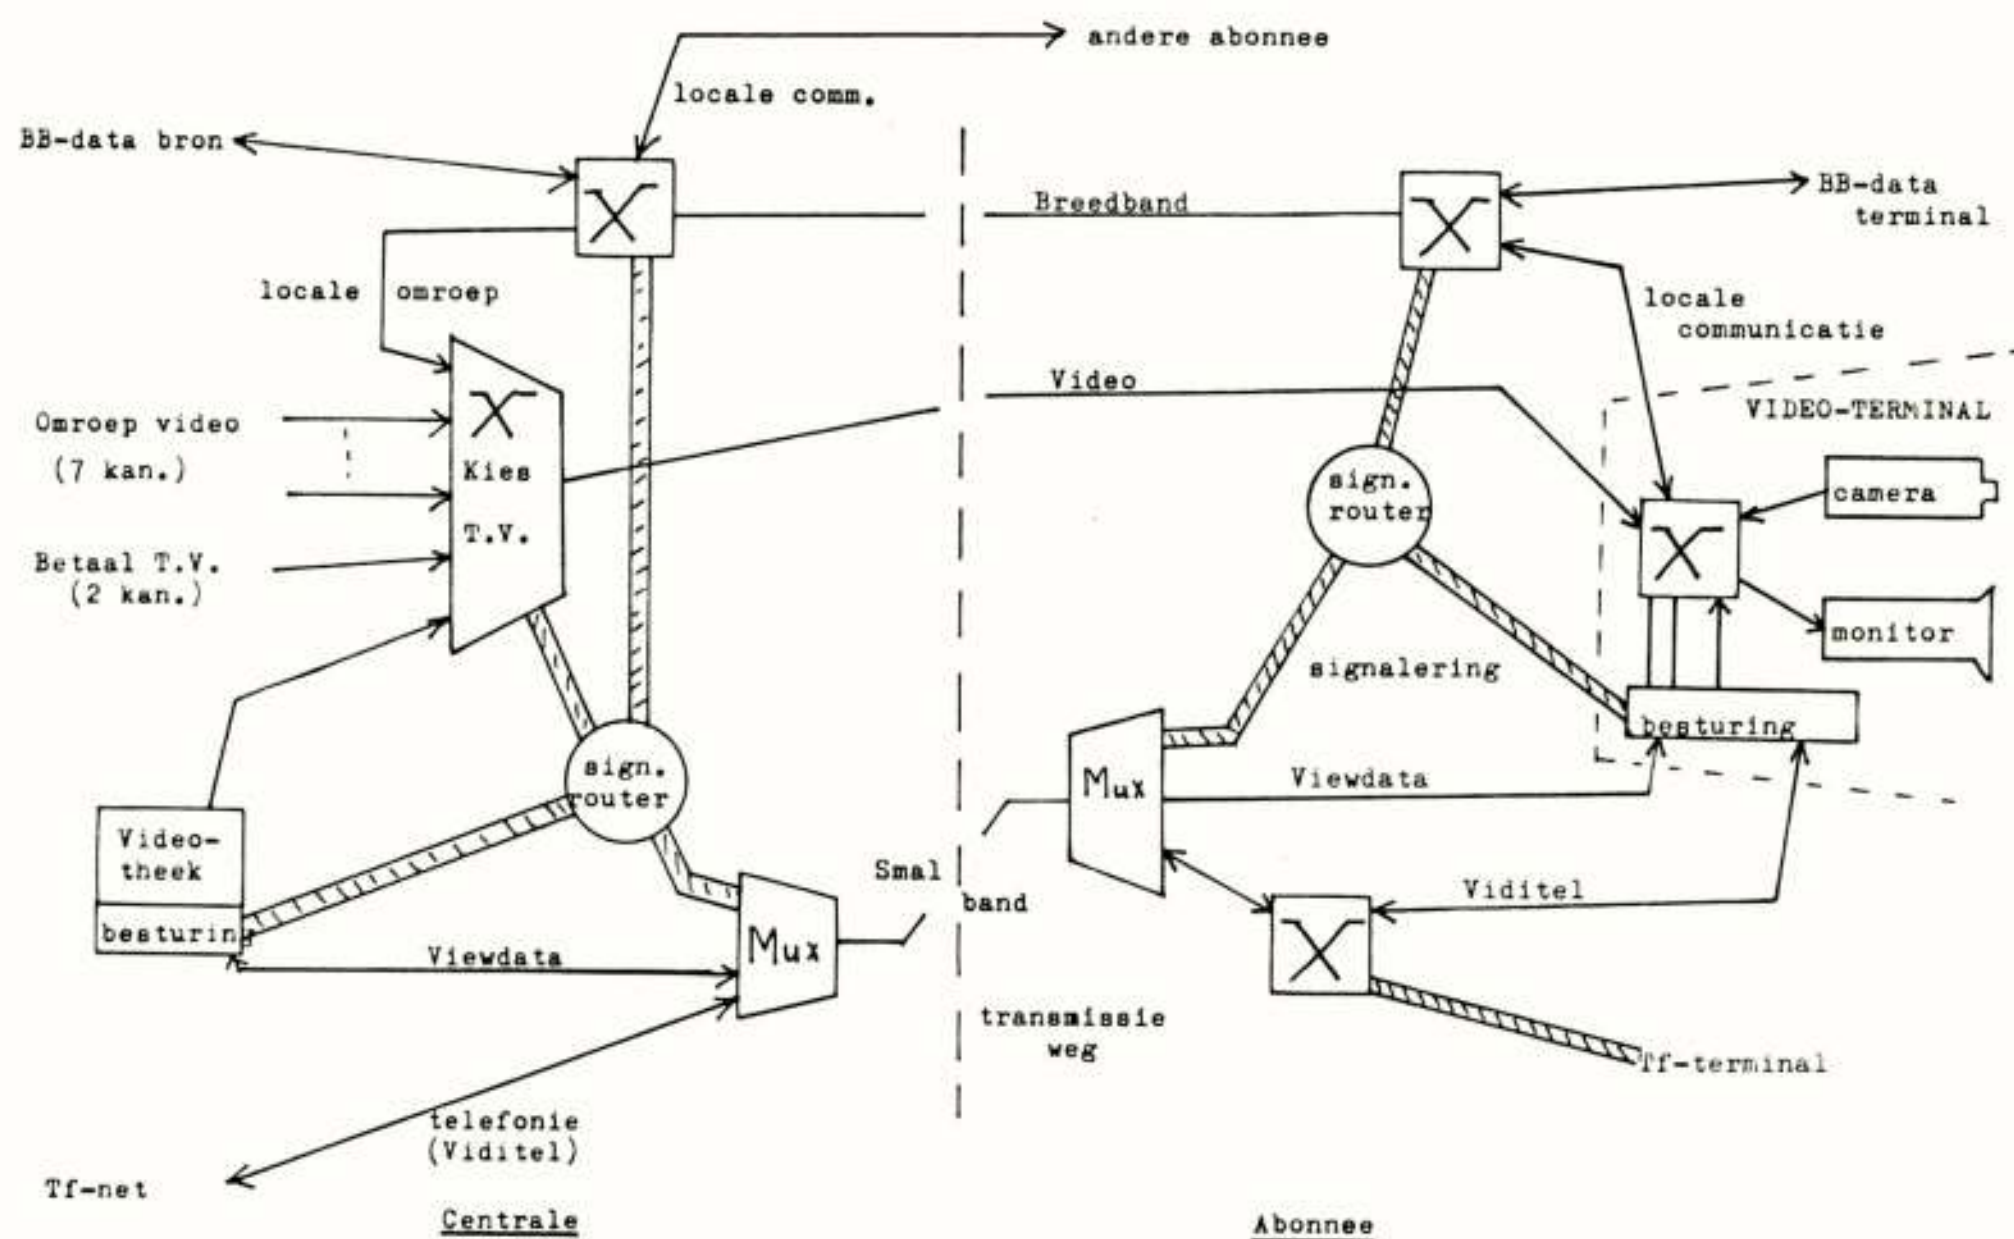 andere abonnee
locale comm.
BB-data bron
Breedband
BB-data
terminal
locale omroep
locale
communicatie
Video
VIDEO-TERMINAL
Omroep video
(7 kan.)
Kies
T.V.
Betaal T.V.
(2 kan.)
sign.
router
camera
monitor
signalering
besturing
sign.
router
Mux
Viewdata
Video-
theek
besturing
Smal
band
Viditel
Viewdata
Mux
transmissie
weg
Tf-terminal
telefonie
(Viditel)
Tf-net
Centrale
Abonnee